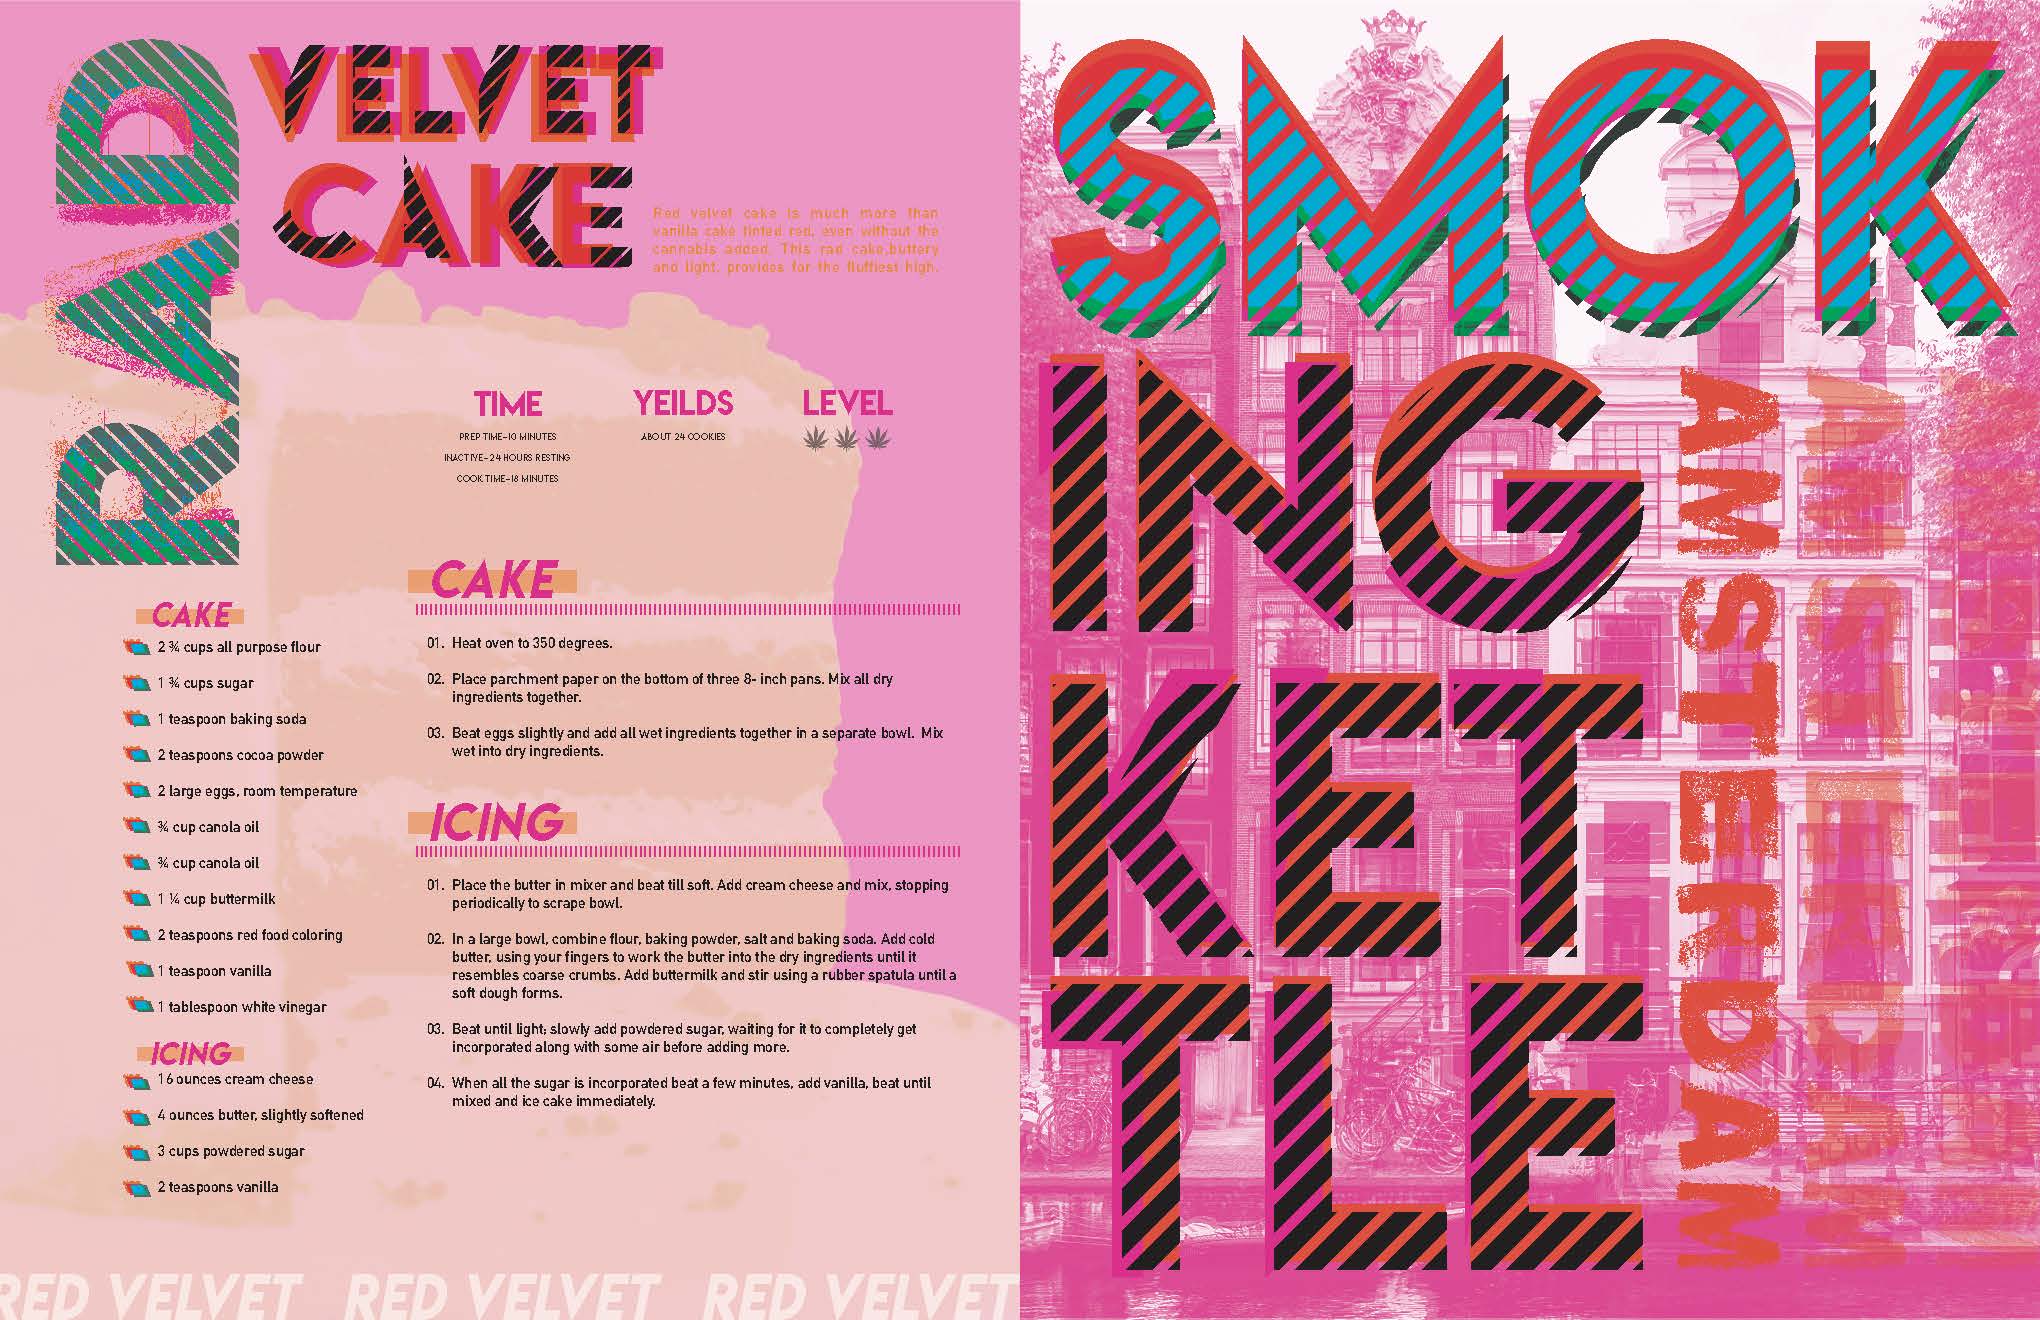 RAD
VELVET
CAKE
Red velvet cake is much more than
vanilla cake tinted red, even without the
cannabis added. This rad cake,buttery
and light, provides for the fluffiest high.
TIME
PREP TIME-10 MINUTES
INACTIVE-24 HOURS RESTING
COOK TIME-18 MINUTES
YEILDS
ABOUT 24 COOKIES
LEVEL
CAKE
2 ¾ cups all purpose flour
1 ¾ cups sugar
1 teaspoon baking soda
2 teaspoons cocoa powder
2 large eggs, room temperature
¾ cup canola oil
¾ cup canola oil
1 ¼ cup buttermilk
2 teaspoons red food coloring
1 teaspoon vanilla
1 tablespoon white vinegar
ICING
16 ounces cream cheese
4 ounces butter, slightly softened
3 cups powdered sugar
2 teaspoons vanilla
CAKE
01. Heat oven to 350 degrees.
02. Place parchment paper on the bottom of three 8- inch pans. Mix all dry
ingredients together.
03. Beat eggs slightly and add all wet ingredients together in a separate bowl. Mix
wet into dry ingredients.
ICING
01. Place the butter in mixer and beat till soft. Add cream cheese and mix, stopping
periodically to scrape bowl.
02. In a large bowl, combine flour, baking powder, salt and baking soda. Add cold
butter, using your fingers to work the butter into the dry ingredients until it
resembles coarse crumbs. Add buttermilk and stir using a rubber spatula until a
soft dough forms.
03. Beat until light; slowly add powdered sugar, waiting for it to completely get
incorporated along with some air before adding more.
04. When all the sugar is incorporated beat a few minutes, add vanilla, beat until
mixed and ice cake immediately.
RED VELVET RED VELVET RED VELVET
SMOK
ING
KET
TLE
AMSTERDAM
AMSTERDAM